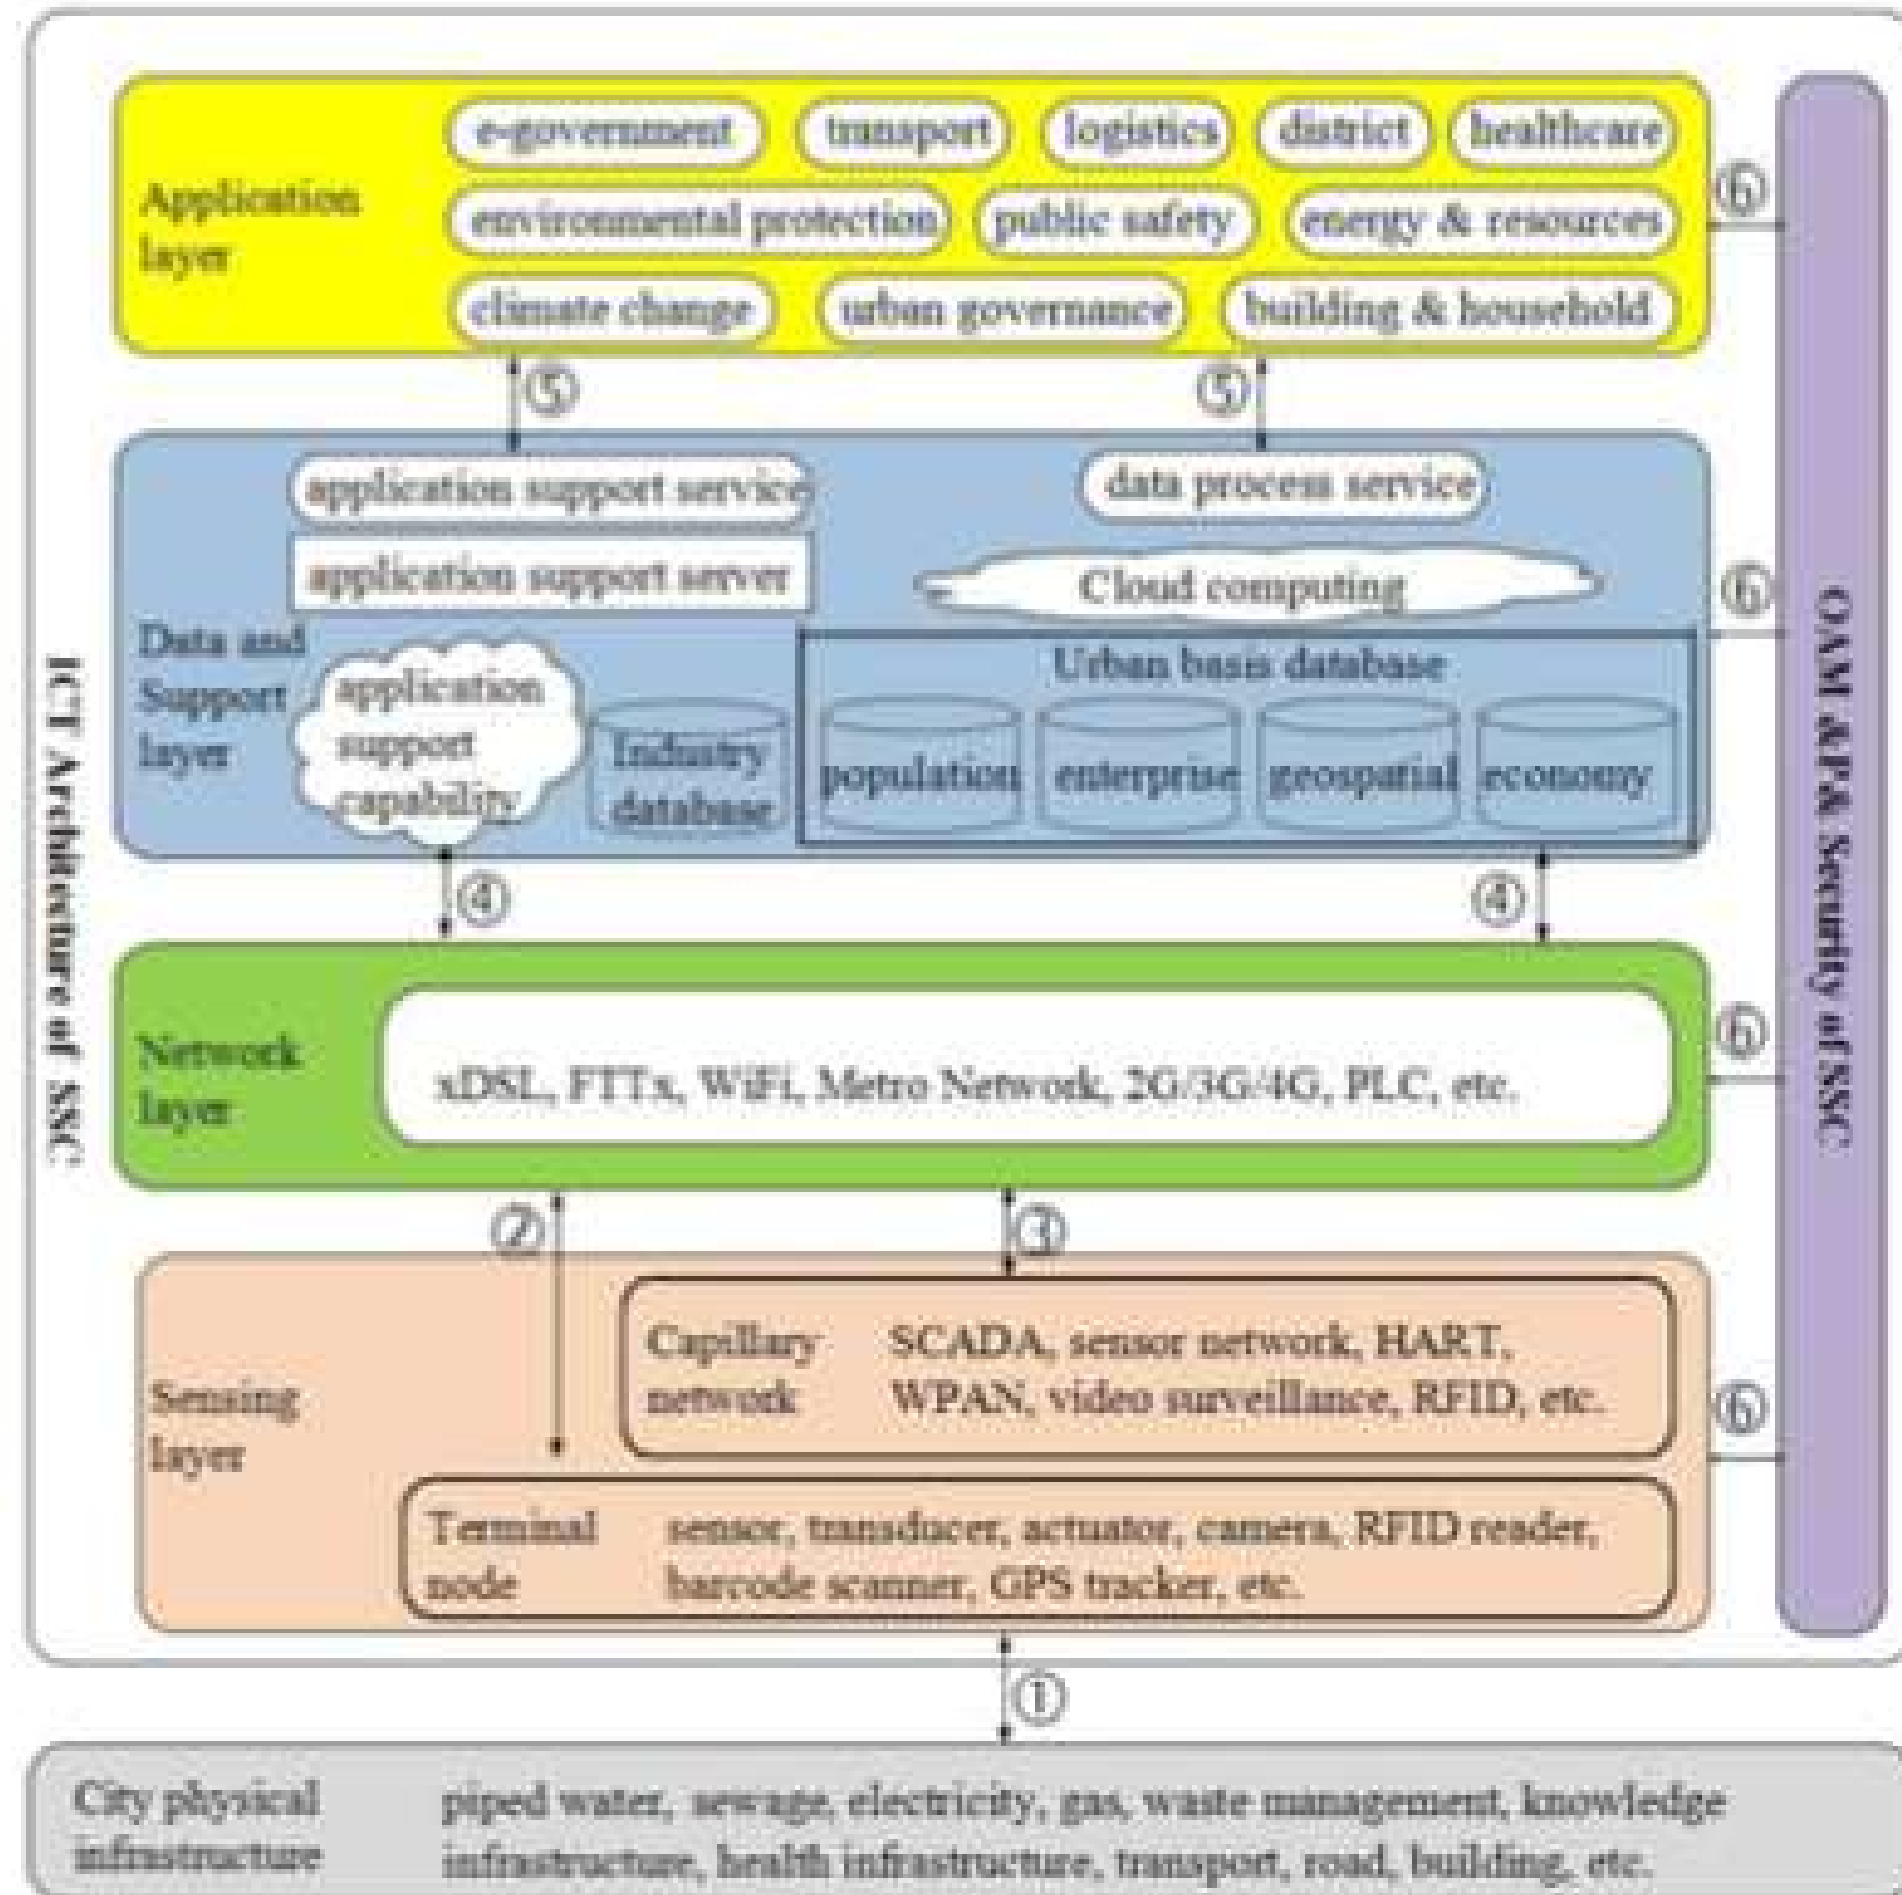 e-government transport logistics district healthcare
Application
layer
environmental protection public safety energy & resources
climate change urban governance building & household
⑥
⑤ ⑤
application support service data process service
application support server Cloud computing
⑥
Data and
Support
layer
application
support
capability
Industry
database
Urban basis database
population enterprise geospatial economy
④ ④
Network
layer
xDSL, FTTx, WiFi, Metro Network, 2G/3G/4G, PLC, etc.
⑥
② ③
Sensing
layer
Capillary
network
SCADA, sensor network, HART,
WPAN, video surveillance, RFID, etc.
⑥
Terminal
node
sensor, transducer, actuator, camera, RFID reader,
barcode scanner, GPS tracker, etc.
①
City physical
infrastructure
piped water, sewage, electricity, gas, waste management, knowledge
infrastructure, health infrastructure, transport, road, building, etc.
ICT Architecture of SSC
OAM &P& Security of SSC